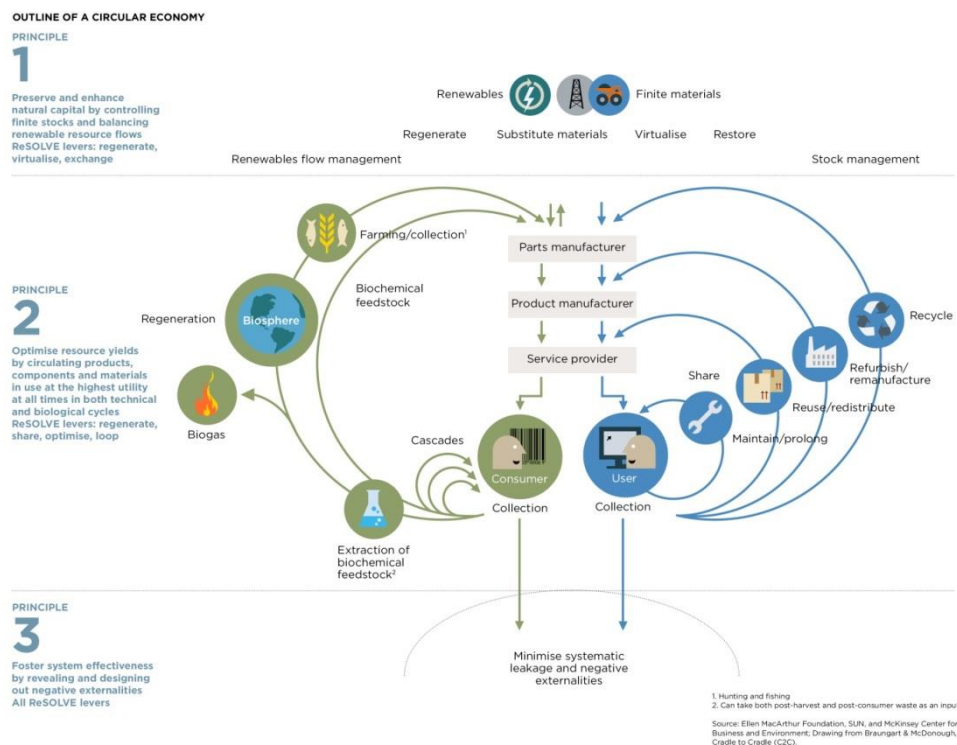 OUTLINE OF A CIRCULAR ECONOMY
PRINCIPLE
1
Preserve and enhance
natural capital by controlling
finite stocks and balancing
renewable resource flows
ReSOLVE levers: regenerate,
virtualise, exchange
Renewables
Finite materials
Regenerate
Substitute materials
Virtualise
Restore
Renewables flow management
Stock management
PRINCIPLE
2
Optimise resource yields
by circulating products,
components and materials
in use at the highest utility
at all times in both technical
and biological cycles
ReSOLVE levers: regenerate,
share, optimise, loop
Farming/collection¹
Biochemical
feedstock
Regeneration
Biosphere
Biogas
Cascades
Extraction of
biochemical
feedstock²
Parts manufacturer
Product manufacturer
Service provider
Consumer
Collection
User
Collection
Share
Maintain/prolong
Reuse/redistribute
Refurbish/
remanufacture
Recycle
PRINCIPLE
3
Foster system effectiveness
by revealing and designing
out negative externalities
All ReSOLVE levers
Minimise systematic
leakage and negative
externalities
1. Hunting and fishing
2. Can take both post-harvest and post-consumer waste as an input
Source: Ellen MacArthur Foundation, SUN, and McKinsey Center for
Business and Environment; Drawing from Braungart & McDonough,
Cradle to Cradle (C2C).